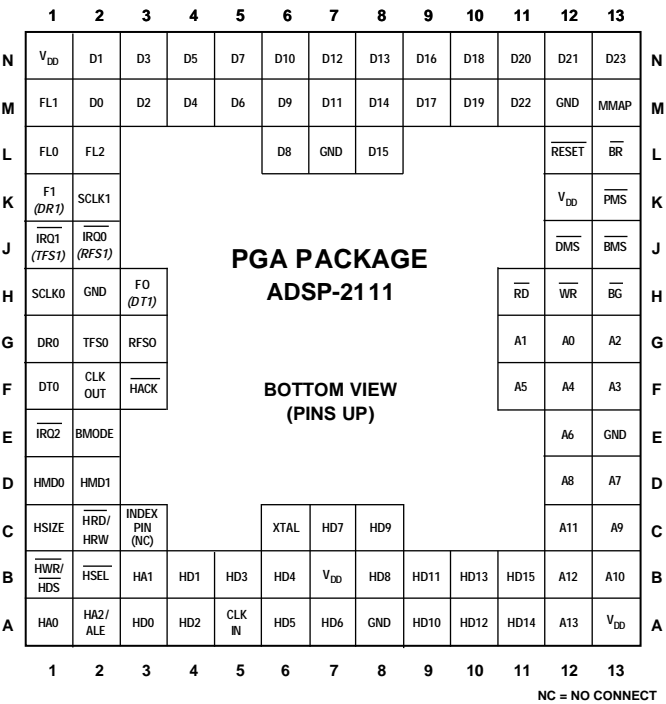 1 2 3 4 5 6 7 8 9 10 11 12 13
N VDD D1 D3 D5 D7 D10 D12 D13 D16 D18 D20 D21 D23 N
M FL1 D0 D2 D4 D6 D9 D11 D14 D17 D19 D22 GND MMAP M
L FL0 FL2 D8 GND D15 RESET BR L
K F1 (DR1) SCLK1 VDD PMS K
J IRQ1 (TFS1) IRQ0 (RFS1) DMS BMS J
PGA PACKAGE
ADSP-2111
H SCLK0 GND FO (DT1) RD WR BG H
G DR0 TFS0 RFSO A1 A0 A2 G
F DT0 CLK OUT HACK A5 A4 A3 F
BOTTOM VIEW
(PINS UP)
E IRQ2 BMODE A6 GND E
D HMD0 HMD1 A8 A7 D
C HSIZE HRD/ HRW INDEX PIN (NC) XTAL HD7 HD9 A11 A9 C
B HWR/ HDS HSEL HA1 HD1 HD3 HD4 VDD HD8 HD11 HD13 HD15 A12 A10 B
A HA0 HA2/ ALE HD0 HD2 CLK IN HD5 HD6 GND HD10 HD12 HD14 A13 VDD A
1 2 3 4 5 6 7 8 9 10 11 12 13
NC = NO CONNECT